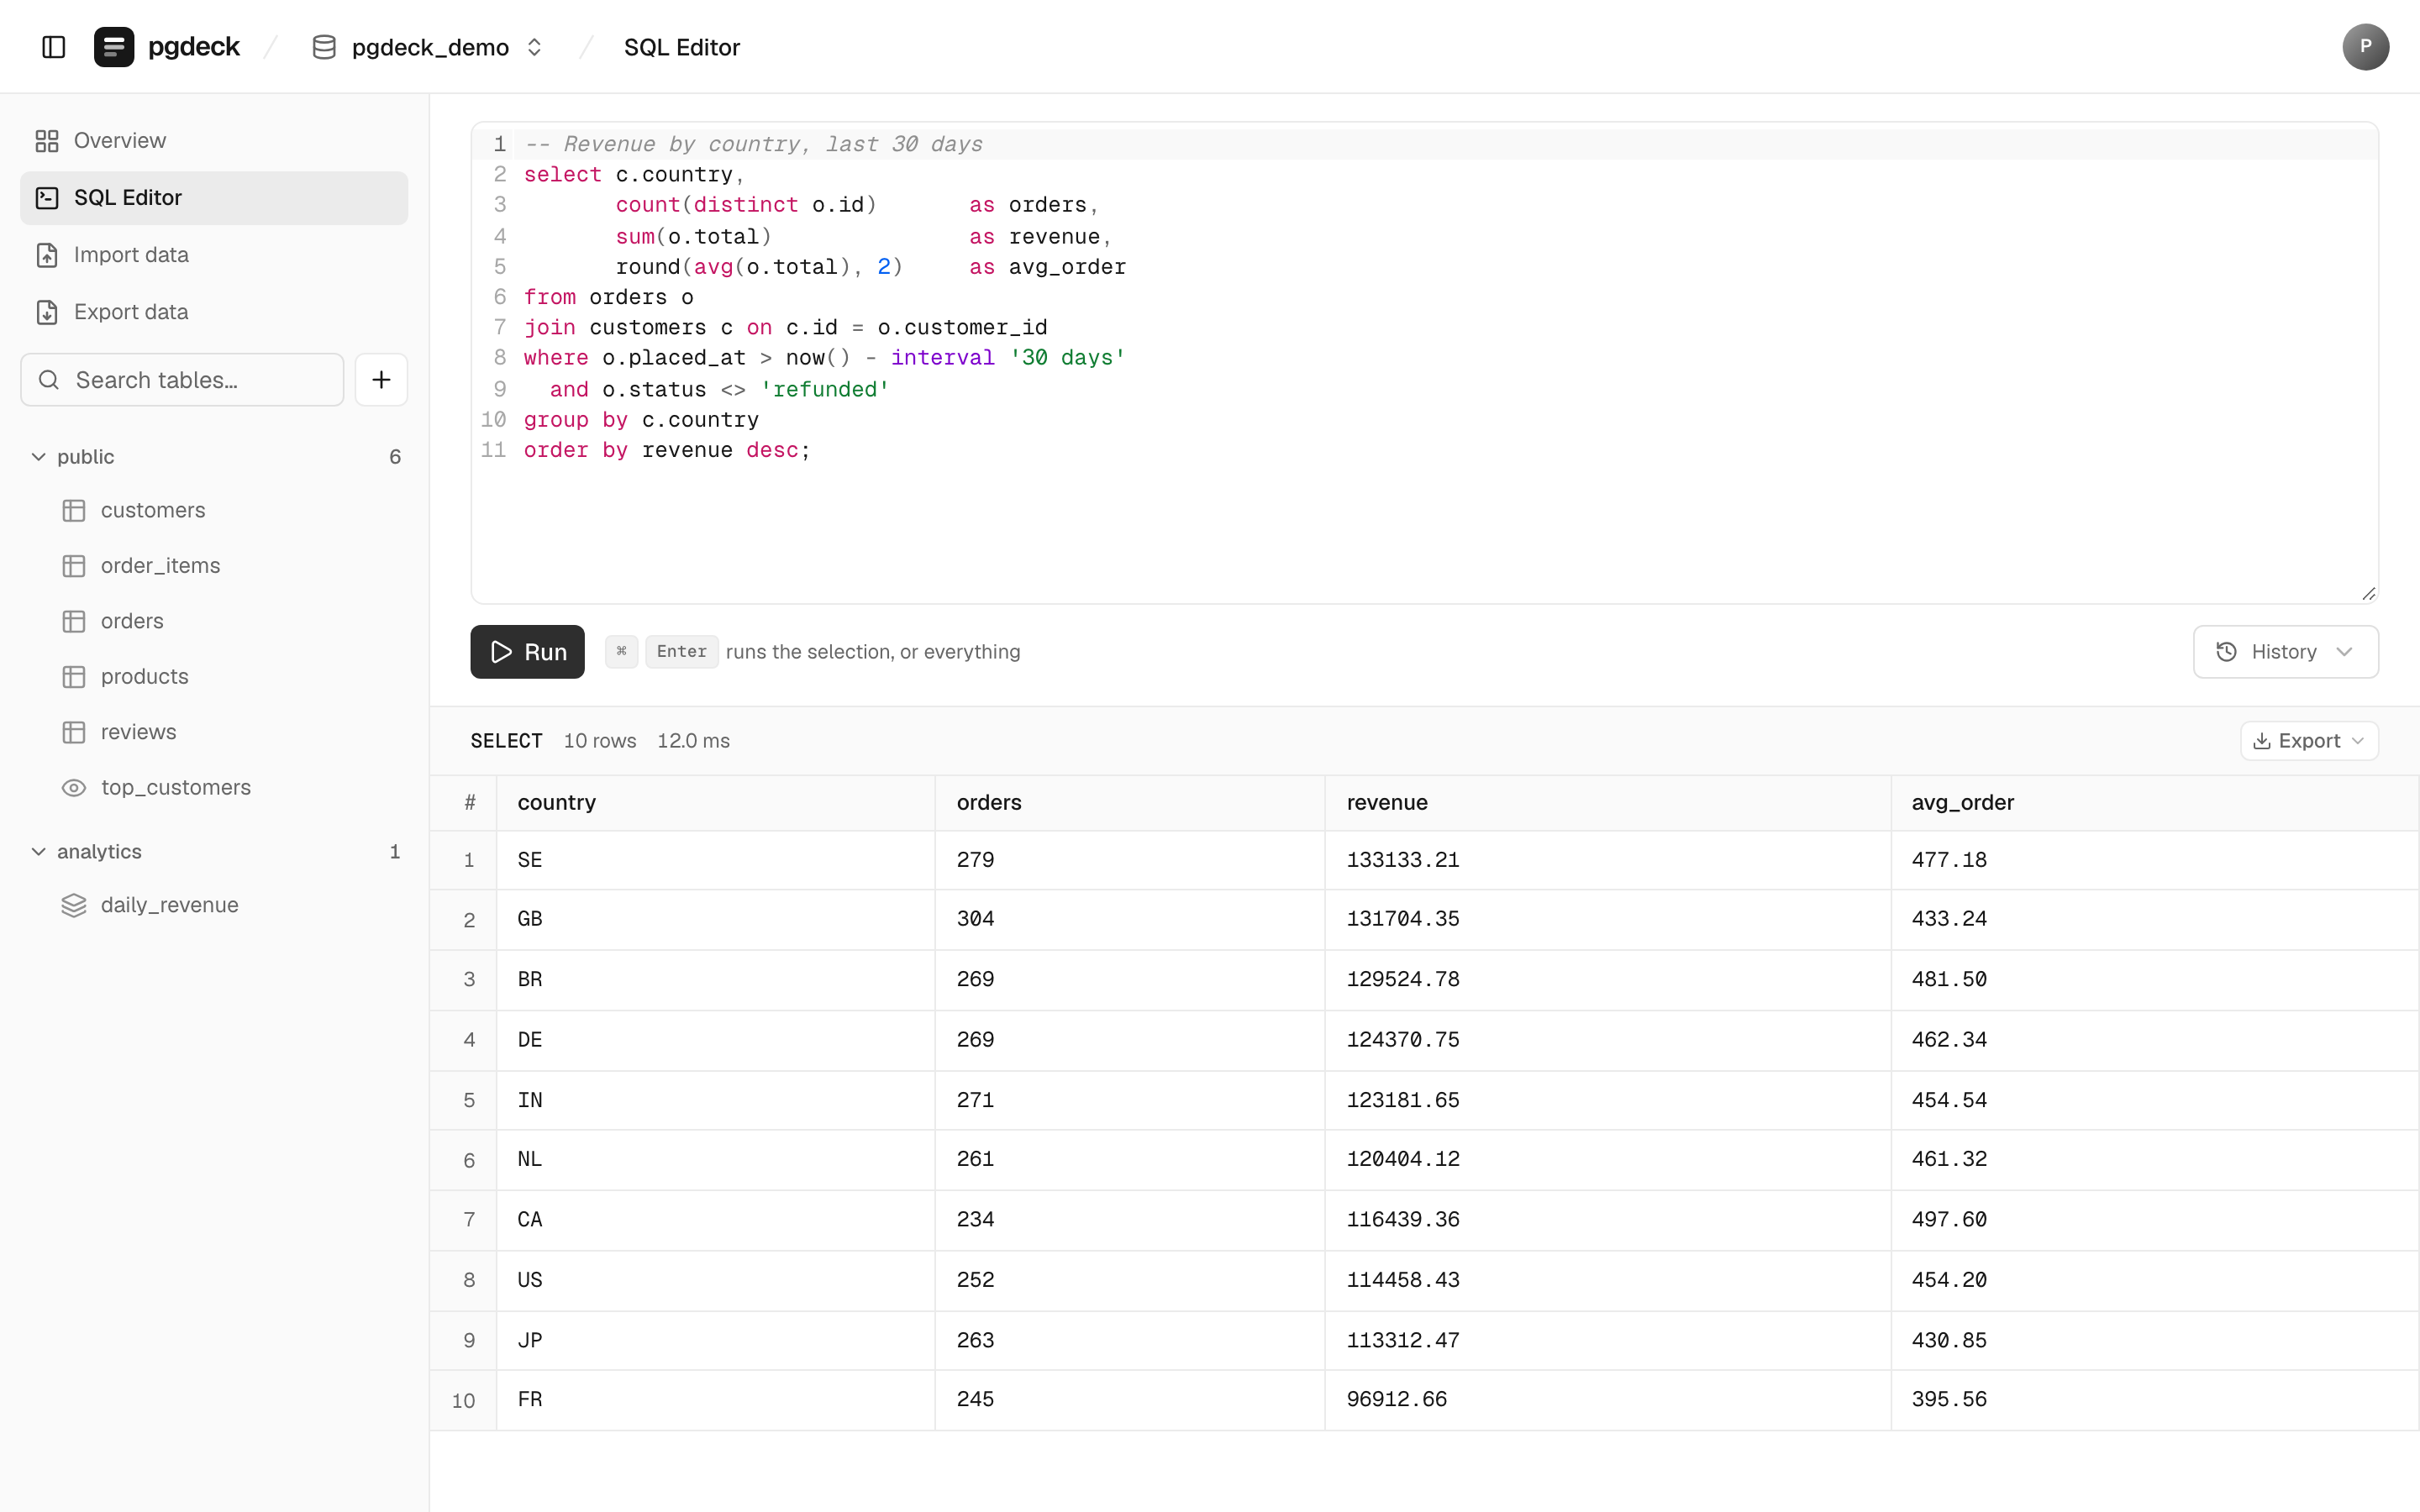 pgdeck / pgdeck_demo / SQL Editor P
Overview
SQL Editor
Import data
Export data
Search tables...
public 6
customers
order_items
orders
products
reviews
top_customers
analytics 1
daily_revenue
1 -- Revenue by country, last 30 days
2 select c.country,
3        count(distinct o.id)       as orders,
4        sum(o.total)               as revenue,
5        round(avg(o.total), 2)     as avg_order
6 from orders o
7 join customers c on c.id = o.customer_id
8 where o.placed_at > now() - interval '30 days'
9   and o.status <> 'refunded'
10 group by c.country
11 order by revenue desc;
Run ⌘ Enter runs the selection, or everything History
SELECT 10 rows 12.0 ms Export
# country orders revenue avg_order
1 SE 279 133133.21 477.18
2 GB 304 131704.35 433.24
3 BR 269 129524.78 481.50
4 DE 269 124370.75 462.34
5 IN 271 123181.65 454.54
6 NL 261 120404.12 461.32
7 CA 234 116439.36 497.60
8 US 252 114458.43 454.20
9 JP 263 113312.47 430.85
10 FR 245 96912.66 395.56